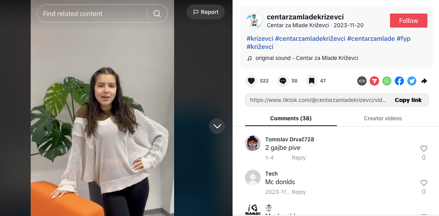 Find related content
Report
centarzamladekrizevci
Centar za Mlade Križevci · 2023-11-20
Follow
#krizevci #centarzamladekrizevci #centarzamlade #fyp
#križevci
original sound - Centar za Mlade Križevci
522
38
47
https://www.tiktok.com/@centarzamladekrizevci/vid...
Copy link
Comments (38)
Creator videos
Tomislav Drvač728
2 gajbe pive
1-4 Reply
0
Tech
Mc donlds
2023-11... Reply
0